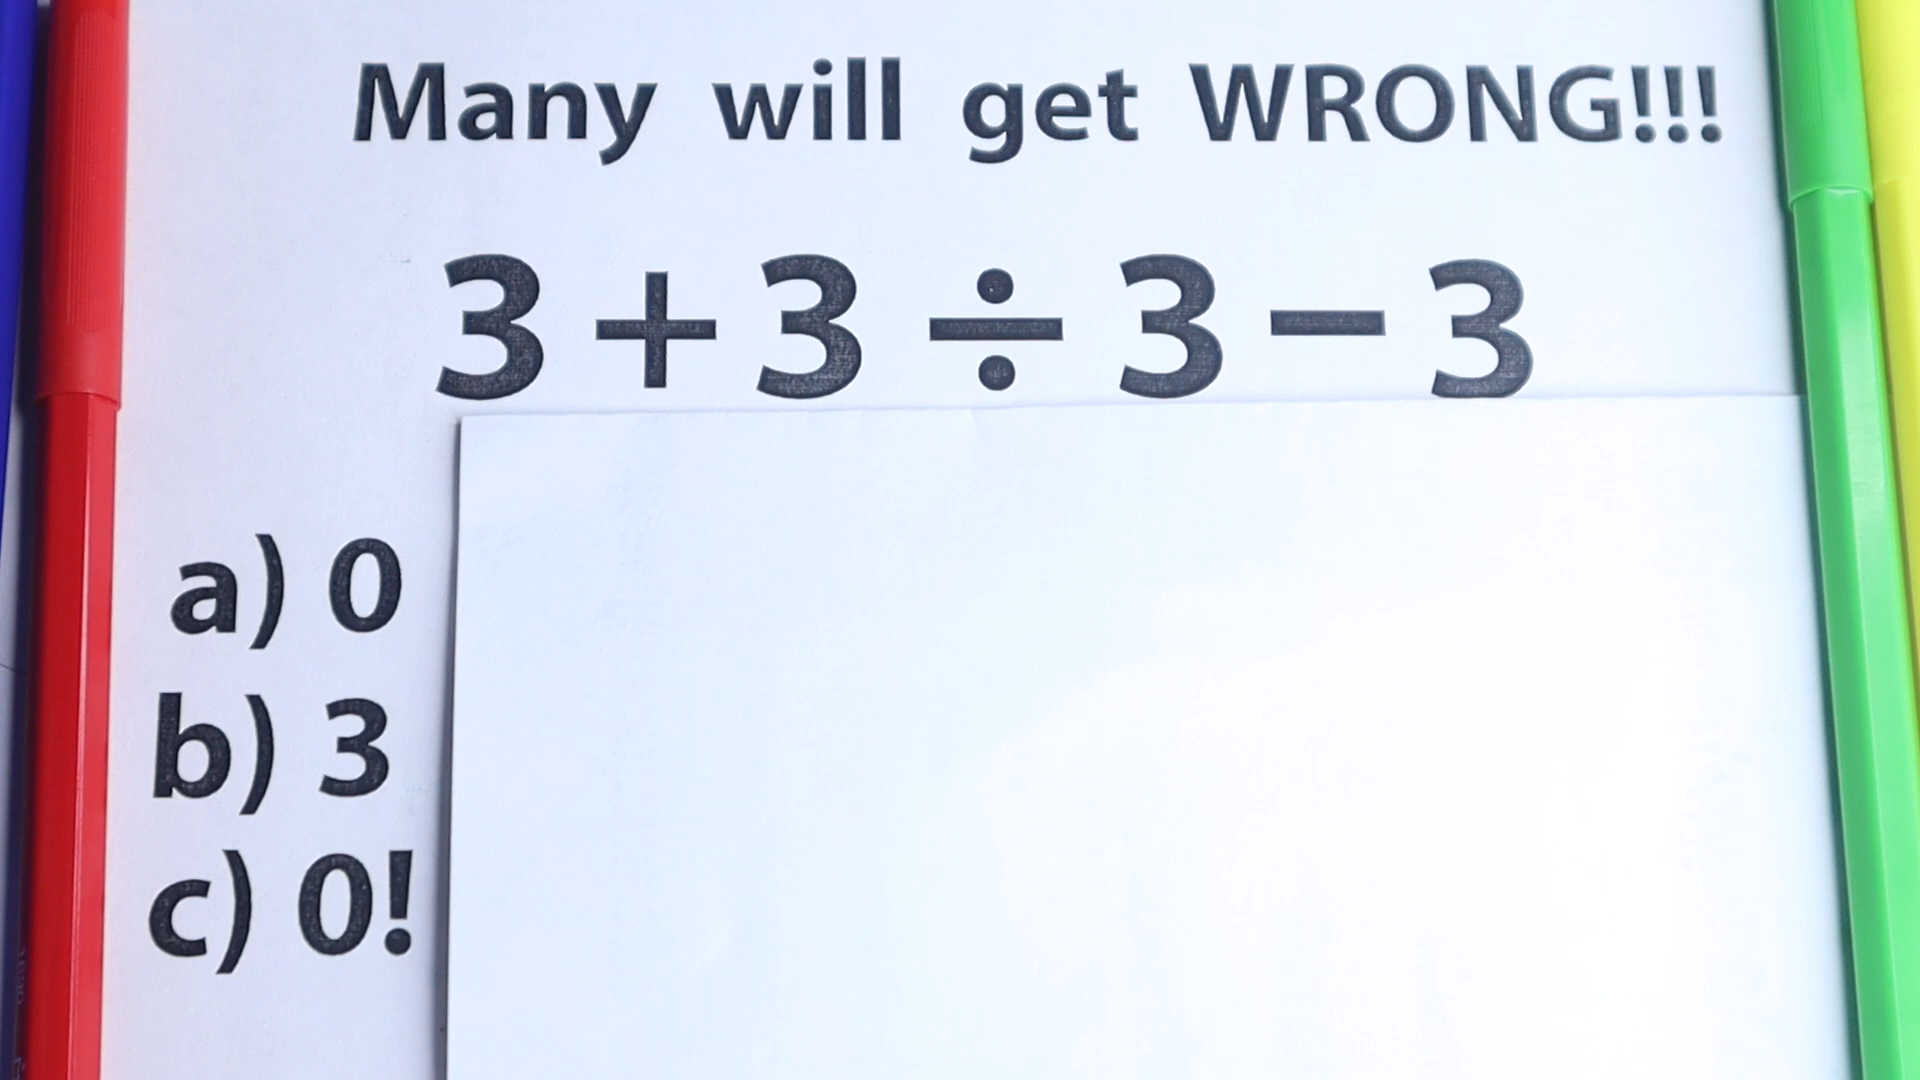 Many will get WRONG!!!
3 + 3 ÷ 3 − 3
a) 0
b) 3
c) 0!